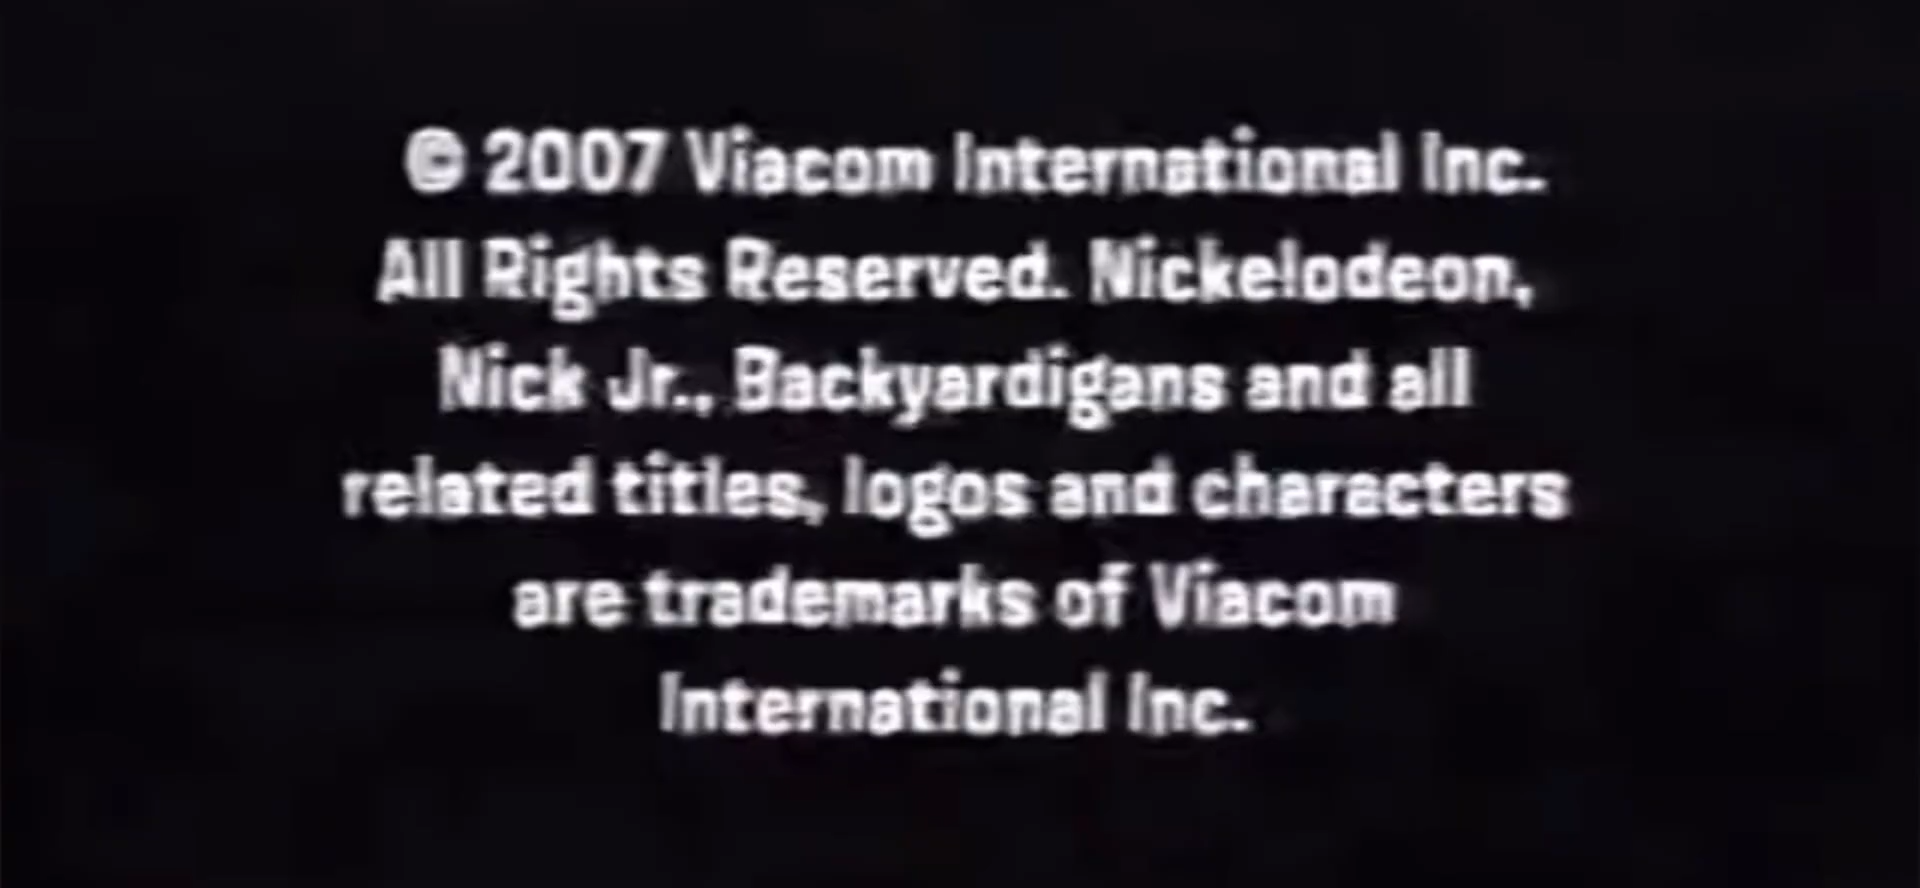 © 2007 Viacom International Inc.
All Rights Reserved. Nickelodeon,
Nick Jr., Backyardigans and all
related titles, logos and characters
are trademarks of Viacom
International Inc.